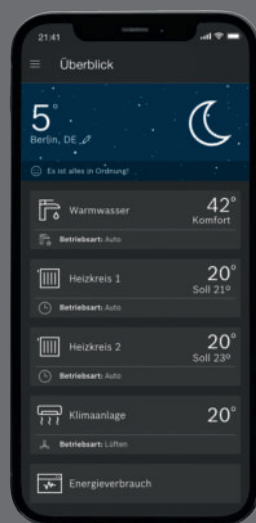 21:41
Überblick
5°
Berlin, DE
Es ist alles in Ordnung!
Warmwasser 42°
Komfort
Betriebsart: Auto
Heizkreis 1 20°
Soll 21°
Betriebsart: Auto
Heizkreis 2 20°
Soll 23º
Betriebsart: Auto
Klimaanlage 20°
Betriebsart: Lüften
Energieverbrauch